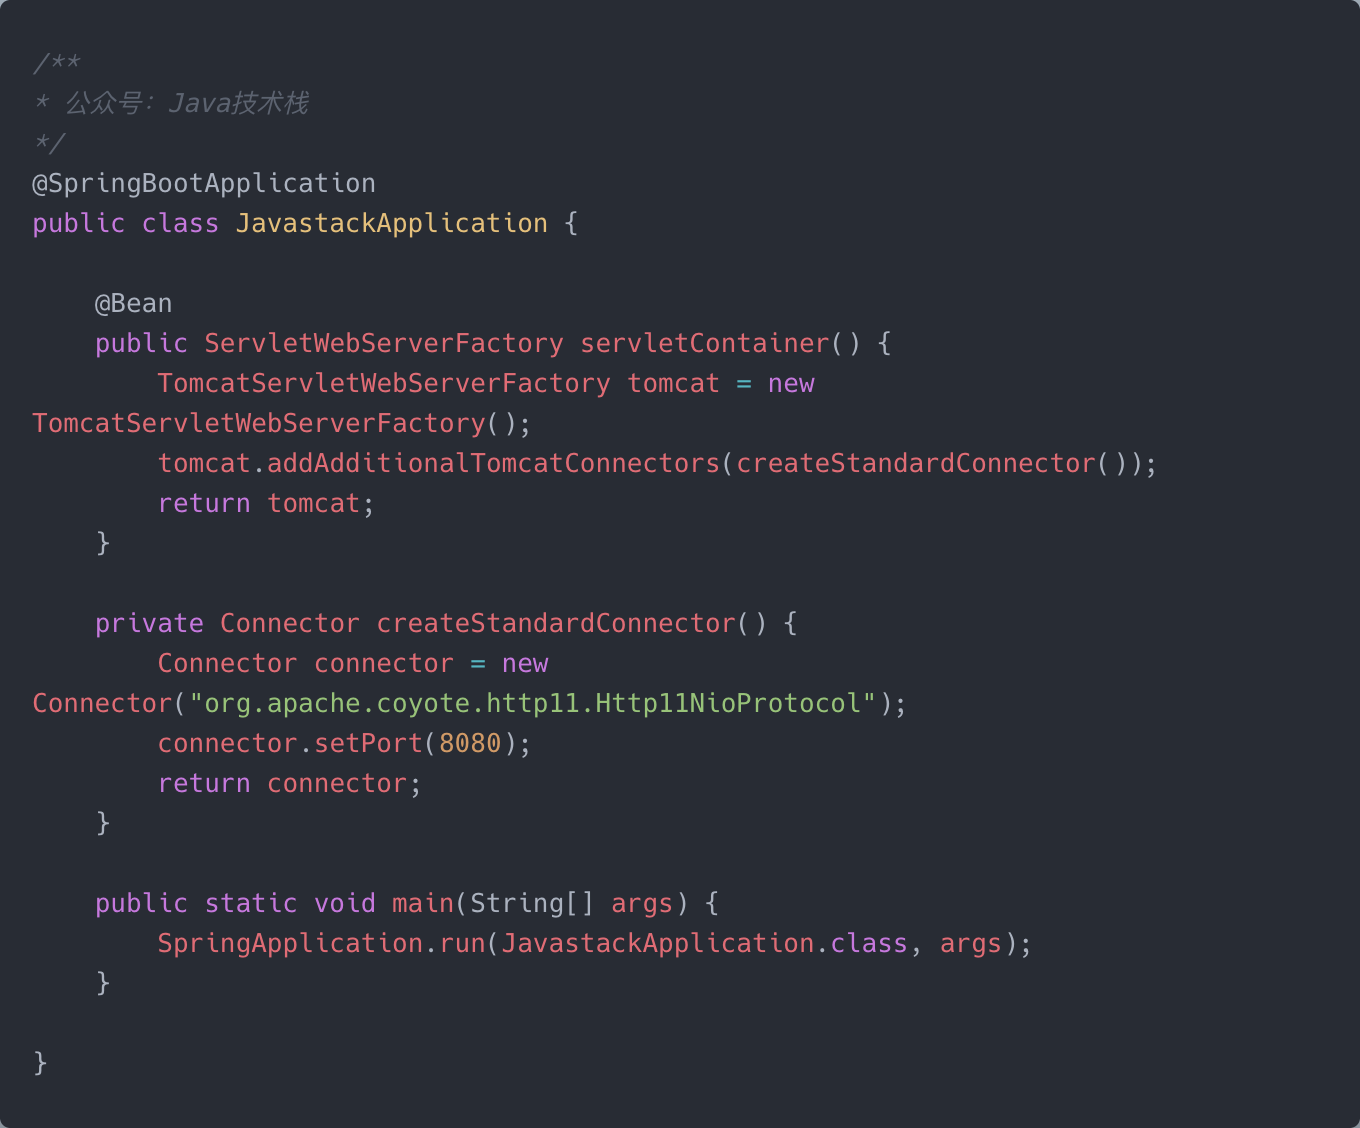 /**
* 公众号：Java技术栈
*/
@SpringBootApplication
public class JavastackApplication {
    @Bean
    public ServletWebServerFactory servletContainer() {
        TomcatServletWebServerFactory tomcat = new
TomcatServletWebServerFactory();
        tomcat.addAdditionalTomcatConnectors(createStandardConnector());
        return tomcat;
    }
    private Connector createStandardConnector() {
        Connector connector = new
Connector("org.apache.coyote.http11.Http11NioProtocol");
        connector.setPort(8080);
        return connector;
    }
    public static void main(String[] args) {
        SpringApplication.run(JavastackApplication.class, args);
    }
}